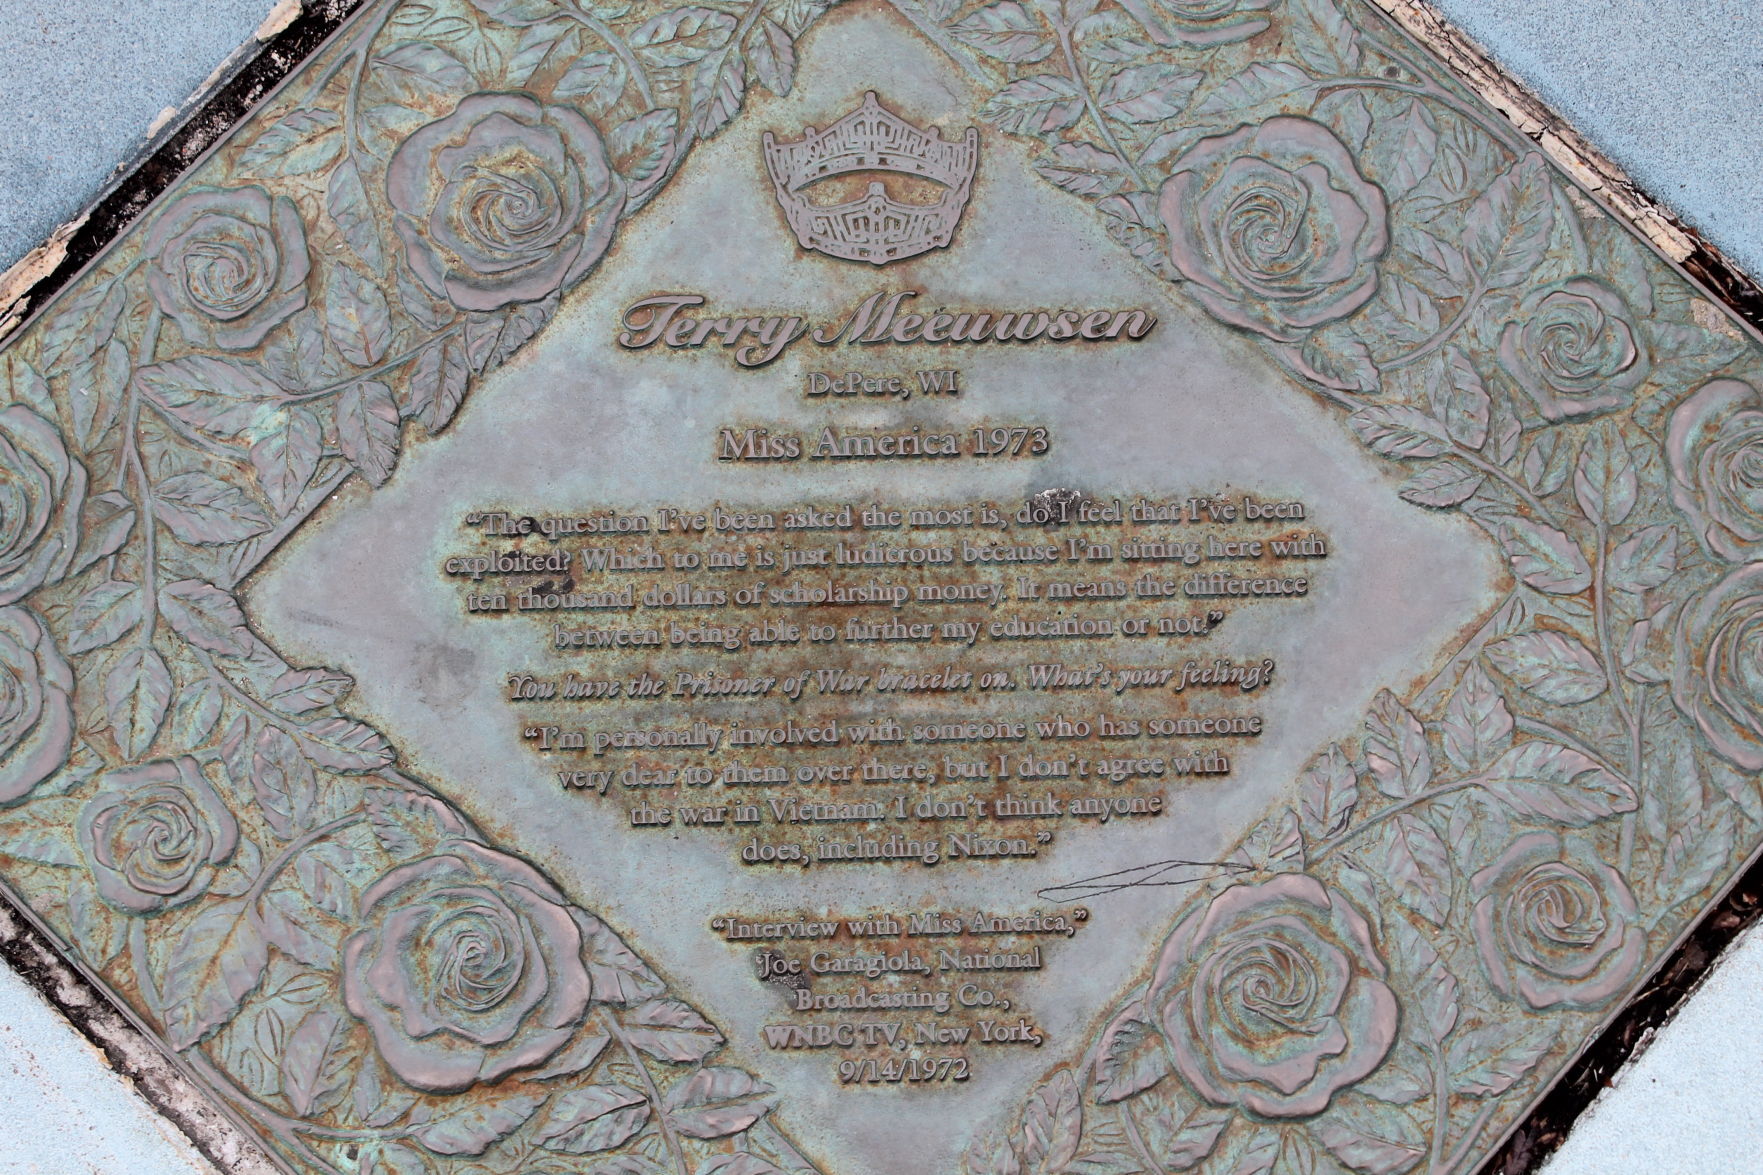 Terry Meeuwsen
DePere, WI
Miss America 1973
“The question I’ve been asked the most is, do I feel that I’ve been
exploited? Which to me is just ludicrous because I’m sitting here with
ten thousand dollars of scholarship money. It means the difference
between being able to further my education or not.”
You have the Prisoner of War bracelet on. What’s your feeling?
“I’m personally involved with someone who has someone
very dear to them over there, but I don’t agree with
the war in Vietnam. I don’t think anyone
does, including Nixon.”
“Interview with Miss America,”
Joe Garagiola, National
Broadcasting Co.,
WNBC TV, New York,
9/14/1972